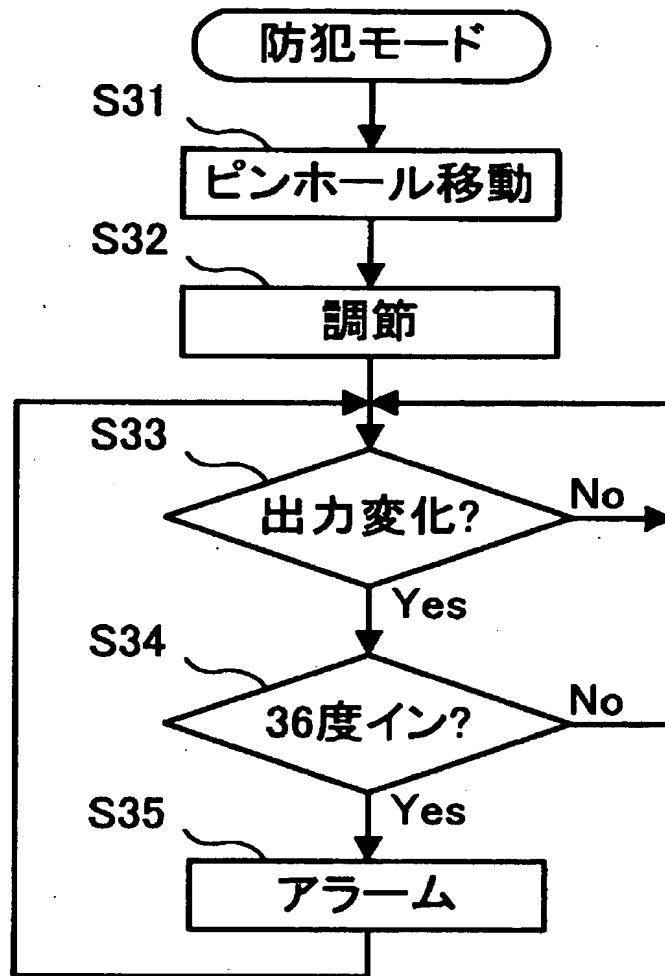 防犯モード
S31
ピンホール移動
S32
調節
S33
出力変化?
No
Yes
S34
36度イン?
No
Yes
S35
アラーム